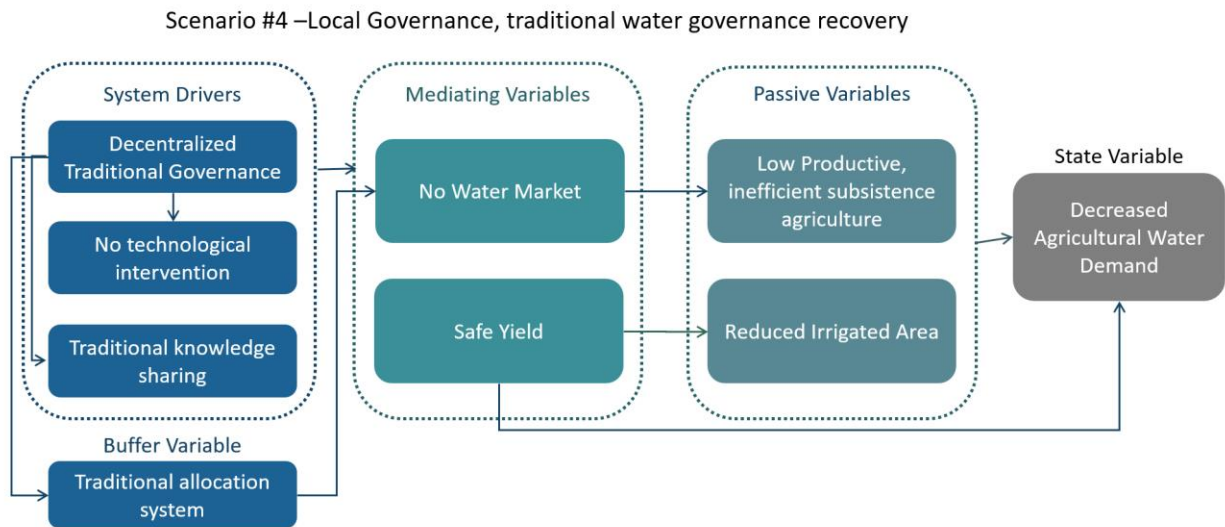 Scenario #4 –Local Governance, traditional water governance recovery
System Drivers
Decentralized
Traditional Governance
No technological
intervention
Traditional knowledge
sharing
Buffer Variable
Traditional allocation
system
Mediating Variables
No Water Market
Safe Yield
Passive Variables
Low Productive,
inefficient subsistence
agriculture
Reduced Irrigated Area
State Variable
Decreased
Agricultural Water
Demand